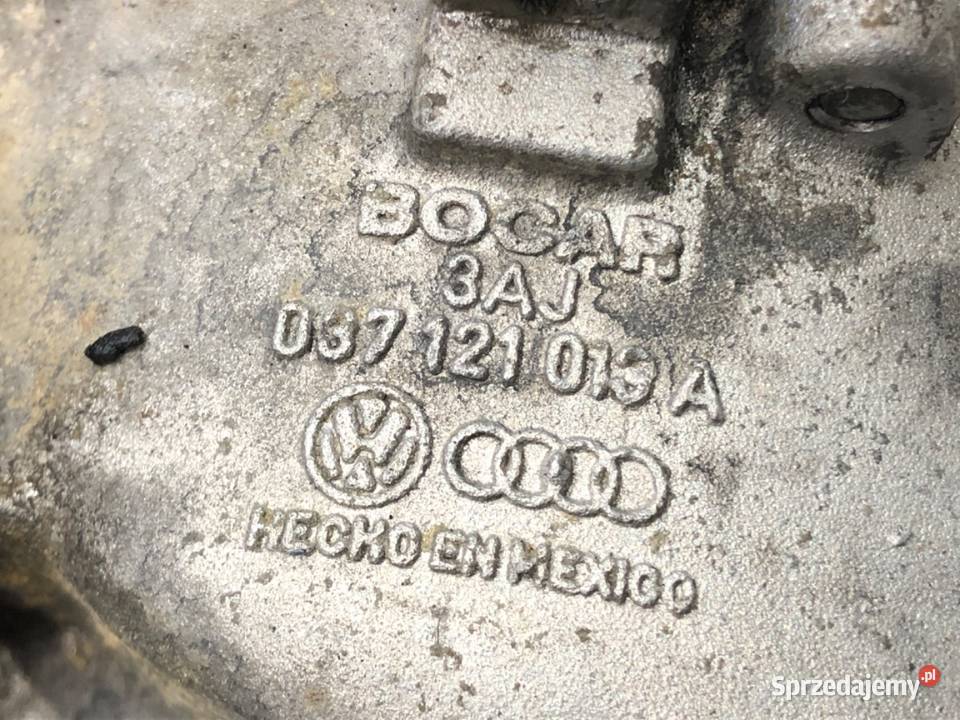 BOCAR
3AJ
037 121 013 A
HECHO EN MEXICO
Sprzedajemy.pl